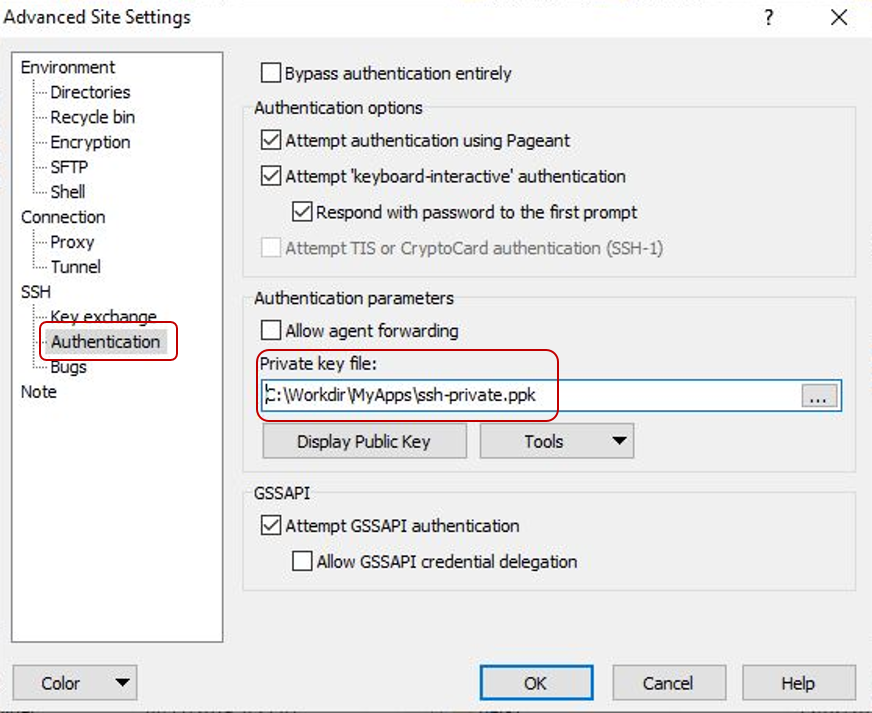 Advanced Site Settings
?
Environment
Directories
Recycle bin
Encryption
SFTP
Shell
Connection
Proxy
Tunnel
SSH
Key exchange
Authentication
Bugs
Note
Bypass authentication entirely
Authentication options
Attempt authentication using Pageant
Attempt 'keyboard-interactive' authentication
Respond with password to the first prompt
Attempt TIS or CryptoCard authentication (SSH-1)
Authentication parameters
Allow agent forwarding
Private key file:
C:\Workdir\MyApps\ssh-private.ppk
...
Display Public Key
Tools
GSSAPI
Attempt GSSAPI authentication
Allow GSSAPI credential delegation
Color
OK
Cancel
Help